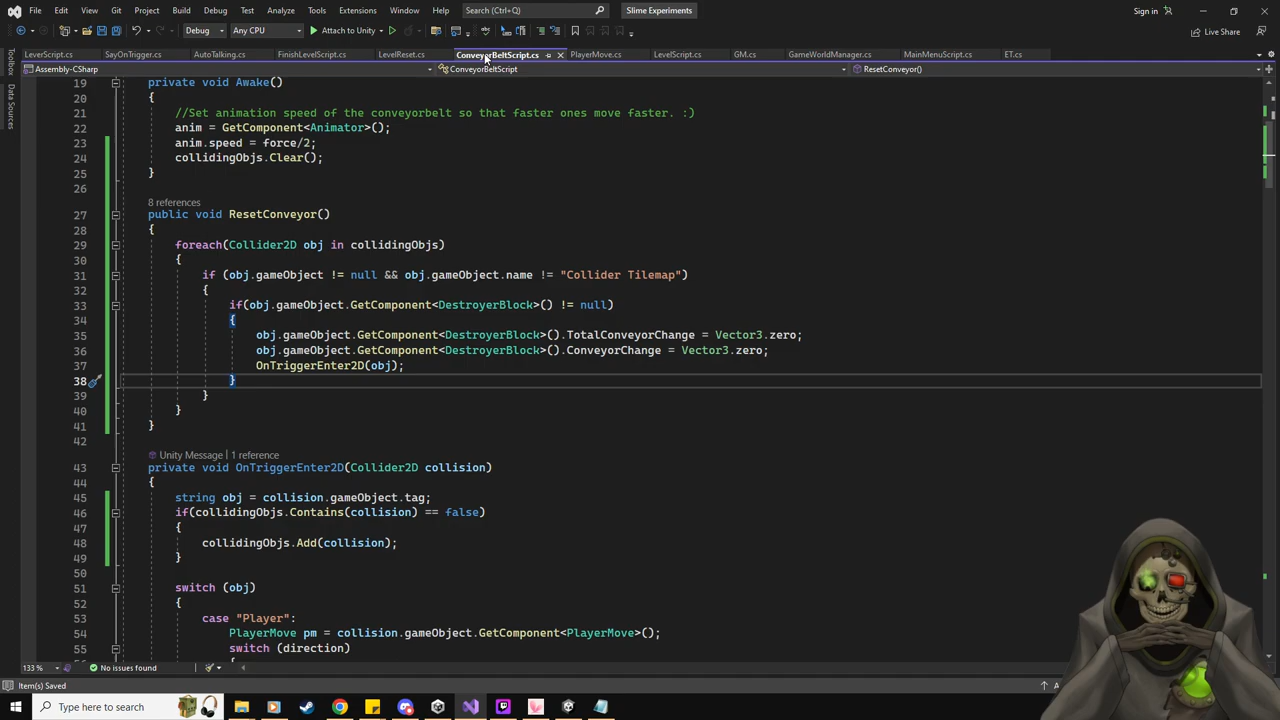 File Edit View Git Project Build Debug Test Analyze Tools Extensions Window Help Search (Ctrl+Q) Slime Experiments Sign in
Debug Any CPU Attach to Unity Live Share
LeverScript.cs SayOnTrigger.cs AutoTalking.cs FinishLevelScript.cs LevelReset.cs ConveyorBeltScript.cs PlayerMove.cs LevelScript.cs GM.cs GameWorldManager.cs MainMenuScript.cs ET.cs
Toolbox
Data Sources
Assembly-CSharp ConveyorBeltScript ResetConveyor()
19 private void Awake()
20 {
21 //Set animation speed of the conveyorbelt so that faster ones move faster. :)
22 anim = GetComponent<Animator>();
23 anim.speed = force/2;
24 collidingObjs.Clear();
25 }
26
8 references
27 public void ResetConveyor()
28 {
29 foreach(Collider2D obj in collidingObjs)
30 {
31 if (obj.gameObject != null && obj.gameObject.name != "Collider Tilemap")
32 {
33 if(obj.gameObject.GetComponent<DestroyerBlock>() != null)
34 {
35 obj.gameObject.GetComponent<DestroyerBlock>().TotalConveyorChange = Vector3.zero;
36 obj.gameObject.GetComponent<DestroyerBlock>().ConveyorChange = Vector3.zero;
37 OnTriggerEnter2D(obj);
38 }
39 }
40 }
41 }
42
Unity Message | 1 reference
43 private void OnTriggerEnter2D(Collider2D collision)
44 {
45 string obj = collision.gameObject.tag;
46 if(collidingObjs.Contains(collision) == false)
47 {
48 collidingObjs.Add(collision);
49 }
50
51 switch (obj)
52 {
53 case "Player":
54 PlayerMove pm = collision.gameObject.GetComponent<PlayerMove>();
55 switch (direction)
133 % No issues found
Item(s) Saved
Type here to search